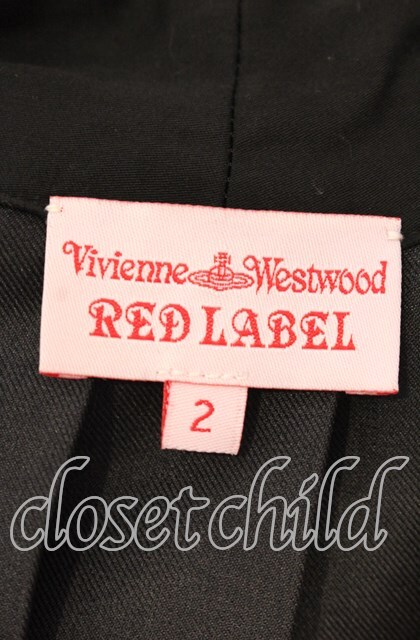 Vivienne Westwood
RED LABEL
2
closet child